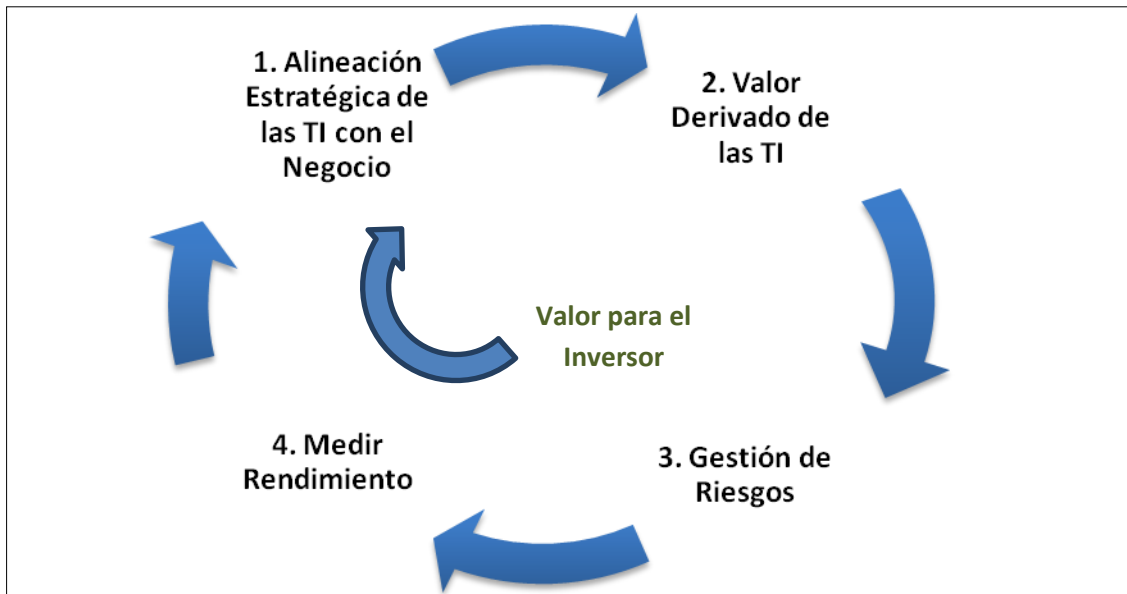 1. Alineación
Estratégica de
las TI con el
Negocio
2. Valor
Derivado de
las TI
Valor para el
Inversor
3. Gestión de
Riesgos
4. Medir
Rendimiento